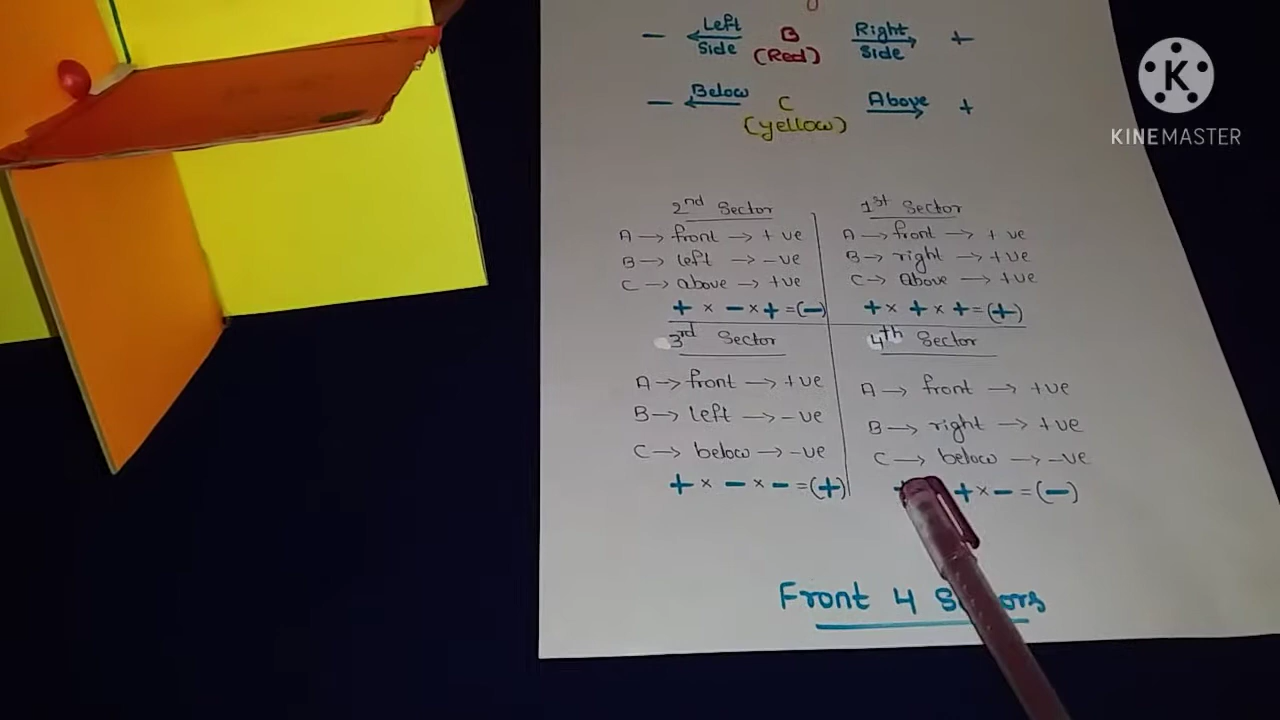 - Left Side B Right Side +
(Red)
- Below C Above +
(yellow)
2nd Sector
A → front → +ve
B → left → -ve
C → above → +ve
+ × - × + = (-)
1st Sector
A → front → +ve
B → right → +ve
C → above → +ve
+ × + × + = (+)
3rd Sector
A → front → +ve
B → left → -ve
C → below → -ve
+ × - × - = (+)
4th Sector
A → front → +ve
B → right → +ve
C → below → -ve
+ + × - = (-)
Front 4
K
KINEMASTER